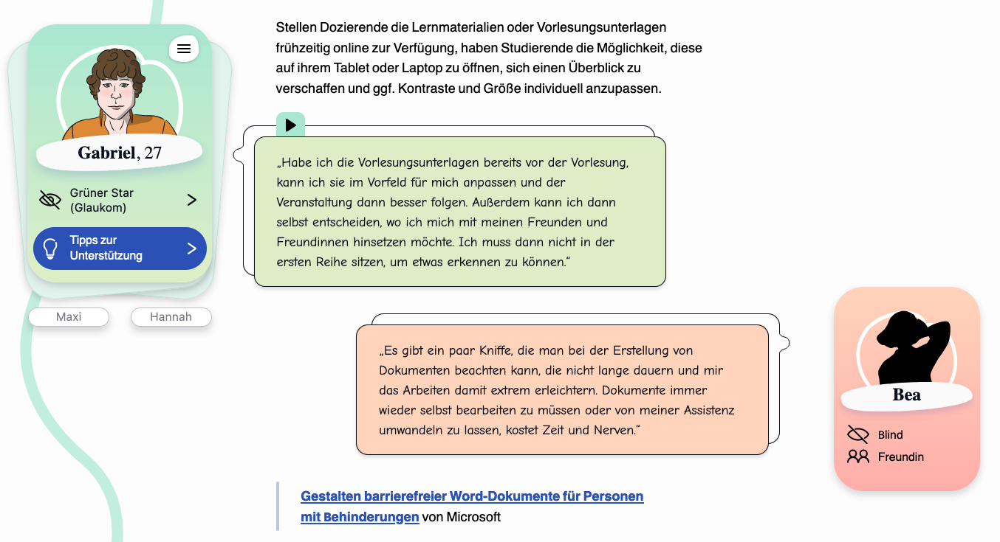 Stellen Dozierende die Lernmaterialien oder Vorlesungsunterlagen
frühzeitig online zur Verfügung, haben Studierende die Möglichkeit, diese
auf ihrem Tablet oder Laptop zu öffnen, sich einen Überblick zu
verschaffen und ggf. Kontraste und Größe individuell anzupassen.
Gabriel, 27
Grüner Star
(Glaukom)
Tipps zur
Unterstützung
Maxi
Hannah
„Habe ich die Vorlesungsunterlagen bereits vor der Vorlesung,
kann ich sie im Vorfeld für mich anpassen und der
Veranstaltung dann besser folgen. Außerdem kann ich dann
selbst entscheiden, wo ich mich mit meinen Freunden und
Freundinnen hinsetzen möchte. Ich muss dann nicht in der
ersten Reihe sitzen, um etwas erkennen zu können.“
„Es gibt ein paar Kniffe, die man bei der Erstellung von
Dokumenten beachten kann, die nicht lange dauern und mir
das Arbeiten damit extrem erleichtern. Dokumente immer
wieder selbst bearbeiten zu müssen oder von meiner Assistenz
umwandeln zu lassen, kostet Zeit und Nerven.“
Bea
Blind
Freundin
Gestalten barrierefreier Word-Dokumente für Personen
mit Behinderungen von Microsoft